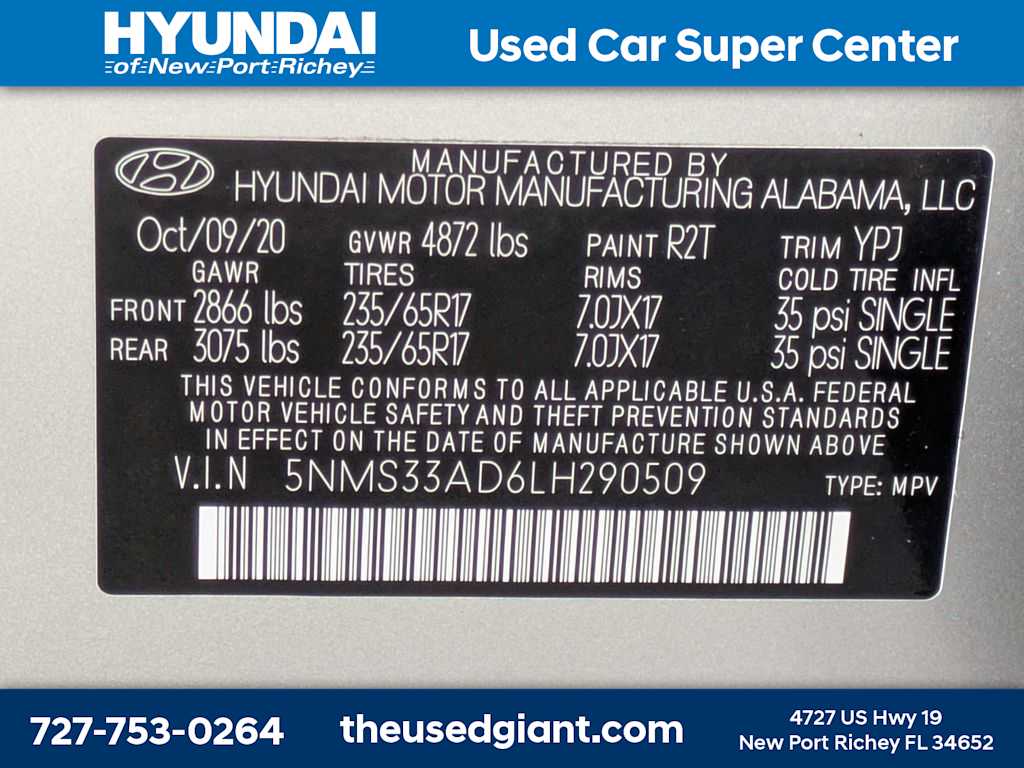 HYUNDAI
of New Port Richey
Used Car Super Center
MANUFACTURED BY
HYUNDAI MOTOR MANUFACTURING ALABAMA, LLC
Oct/09/20 GVWR 4872 lbs PAINT R2T TRIM YPJ
GAWR TIRES RIMS COLD TIRE INFL
FRONT 2866 lbs 235/65R17 7.0JX17 35 psi SINGLE
REAR 3075 lbs 235/65R17 7.0JX17 35 psi SINGLE
THIS VEHICLE CONFORMS TO ALL APPLICABLE U.S.A. FEDERAL
MOTOR VEHICLE SAFETY AND THEFT PREVENTION STANDARDS
IN EFFECT ON THE DATE OF MANUFACTURE SHOWN ABOVE
V.I.N 5NMS33AD6LH290509 TYPE: MPV
727-753-0264
theusedgiant.com
4727 US Hwy 19
New Port Richey FL 34652